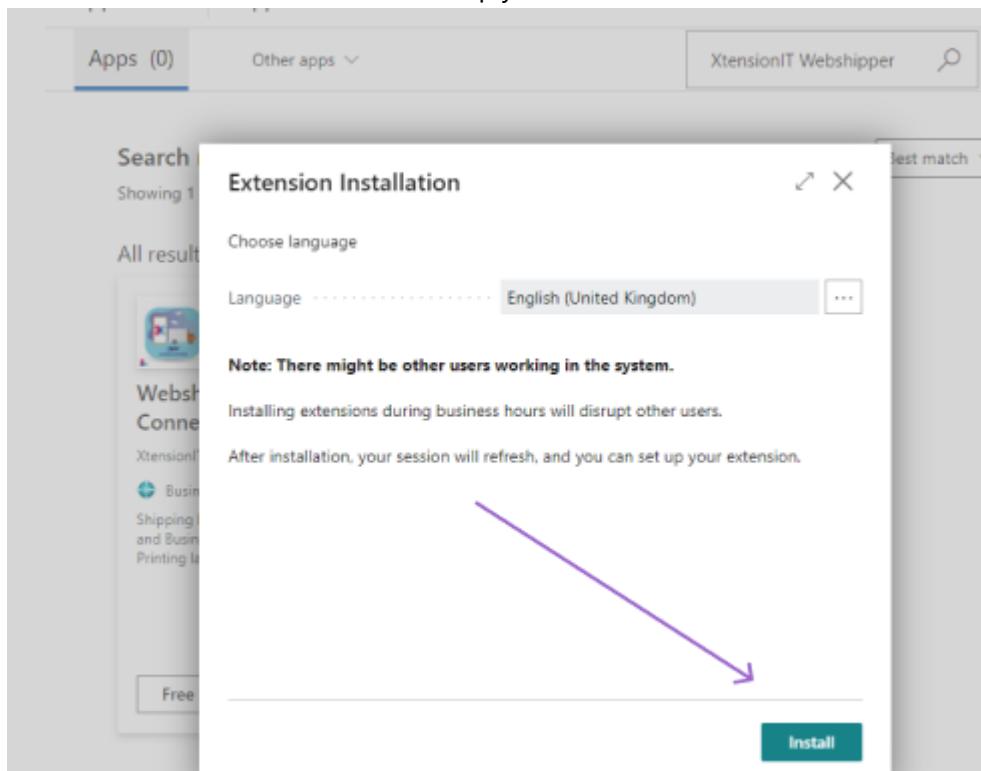 Apps (0)
Other apps
XtensionIT Webshipper
Search
Best match
Showing 1
Extension Installation
All result
Choose language
Language
English (United Kingdom)
...
Note: There might be other users working in the system.
Installing extensions during business hours will disrupt other users.
After installation, your session will refresh, and you can set up your extension.
Websh
Conne
XtensionI
Busin
Shipping
and Busin
Printing la
Free
Install